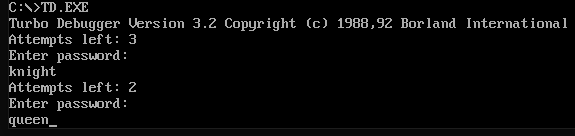 C:\>TD.EXE
Turbo Debugger Version 3.2 Copyright (c) 1988,92 Borland International
Attempts left: 3
Enter password:
knight
Attempts left: 2
Enter password:
queen_